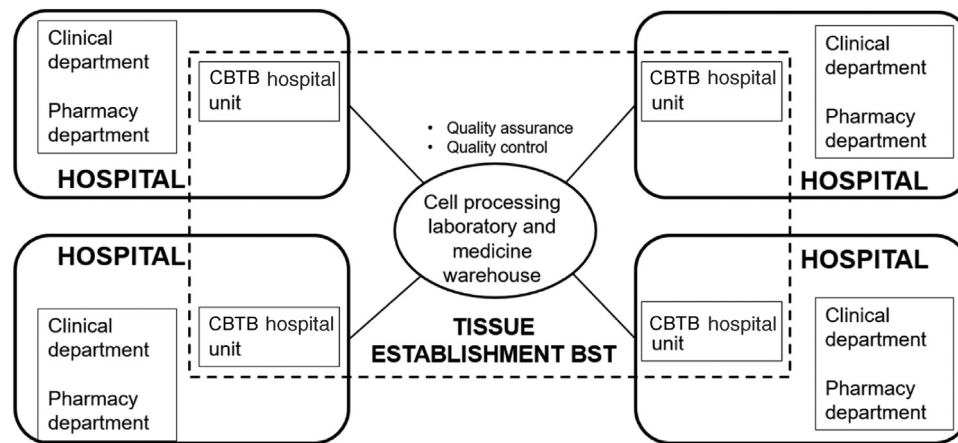 Clinical
department
Pharmacy
department
CBTB hospital
unit
HOSPITAL
CBTB hospital
unit
Clinical
department
Pharmacy
department
HOSPITAL
• Quality assurance
• Quality control
Cell processing
laboratory and
medicine
warehouse
HOSPITAL
CBTB hospital
unit
Clinical
department
Pharmacy
department
TISSUE
ESTABLISHMENT BST
HOSPITAL
CBTB hospital
unit
Clinical
department
Pharmacy
department